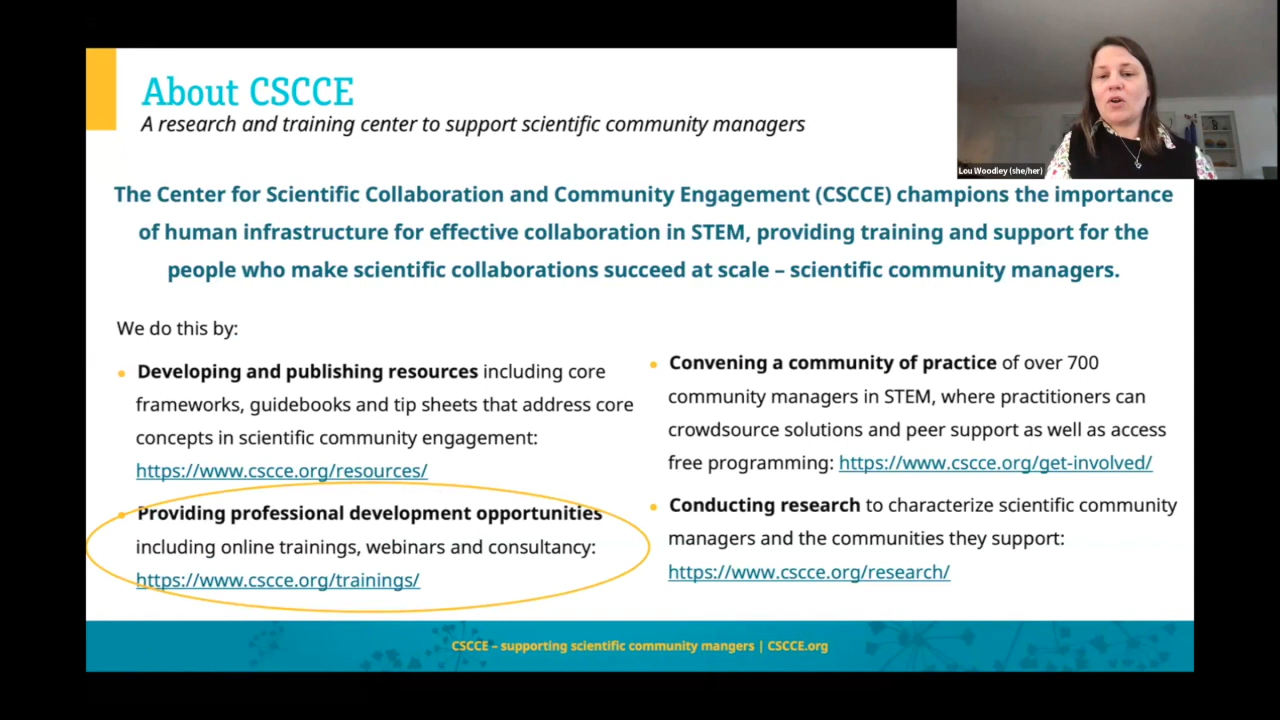 About CSCCE
A research and training center to support scientific community managers
Lou Woodley (she/her)
The Center for Scientific Collaboration and Community Engagement (CSCCE) champions the importance
of human infrastructure for effective collaboration in STEM, providing training and support for the
people who make scientific collaborations succeed at scale – scientific community managers.
We do this by:
• Developing and publishing resources including core
frameworks, guidebooks and tip sheets that address core
concepts in scientific community engagement:
https://www.cscce.org/resources/
• Providing professional development opportunities
including online trainings, webinars and consultancy:
https://www.cscce.org/trainings/
• Convening a community of practice of over 700
community managers in STEM, where practitioners can
crowdsource solutions and peer support as well as access
free programming: https://www.cscce.org/get-involved/
• Conducting research to characterize scientific community
managers and the communities they support:
https://www.cscce.org/research/
CSCCE – supporting scientific community mangers | CSCCE.org